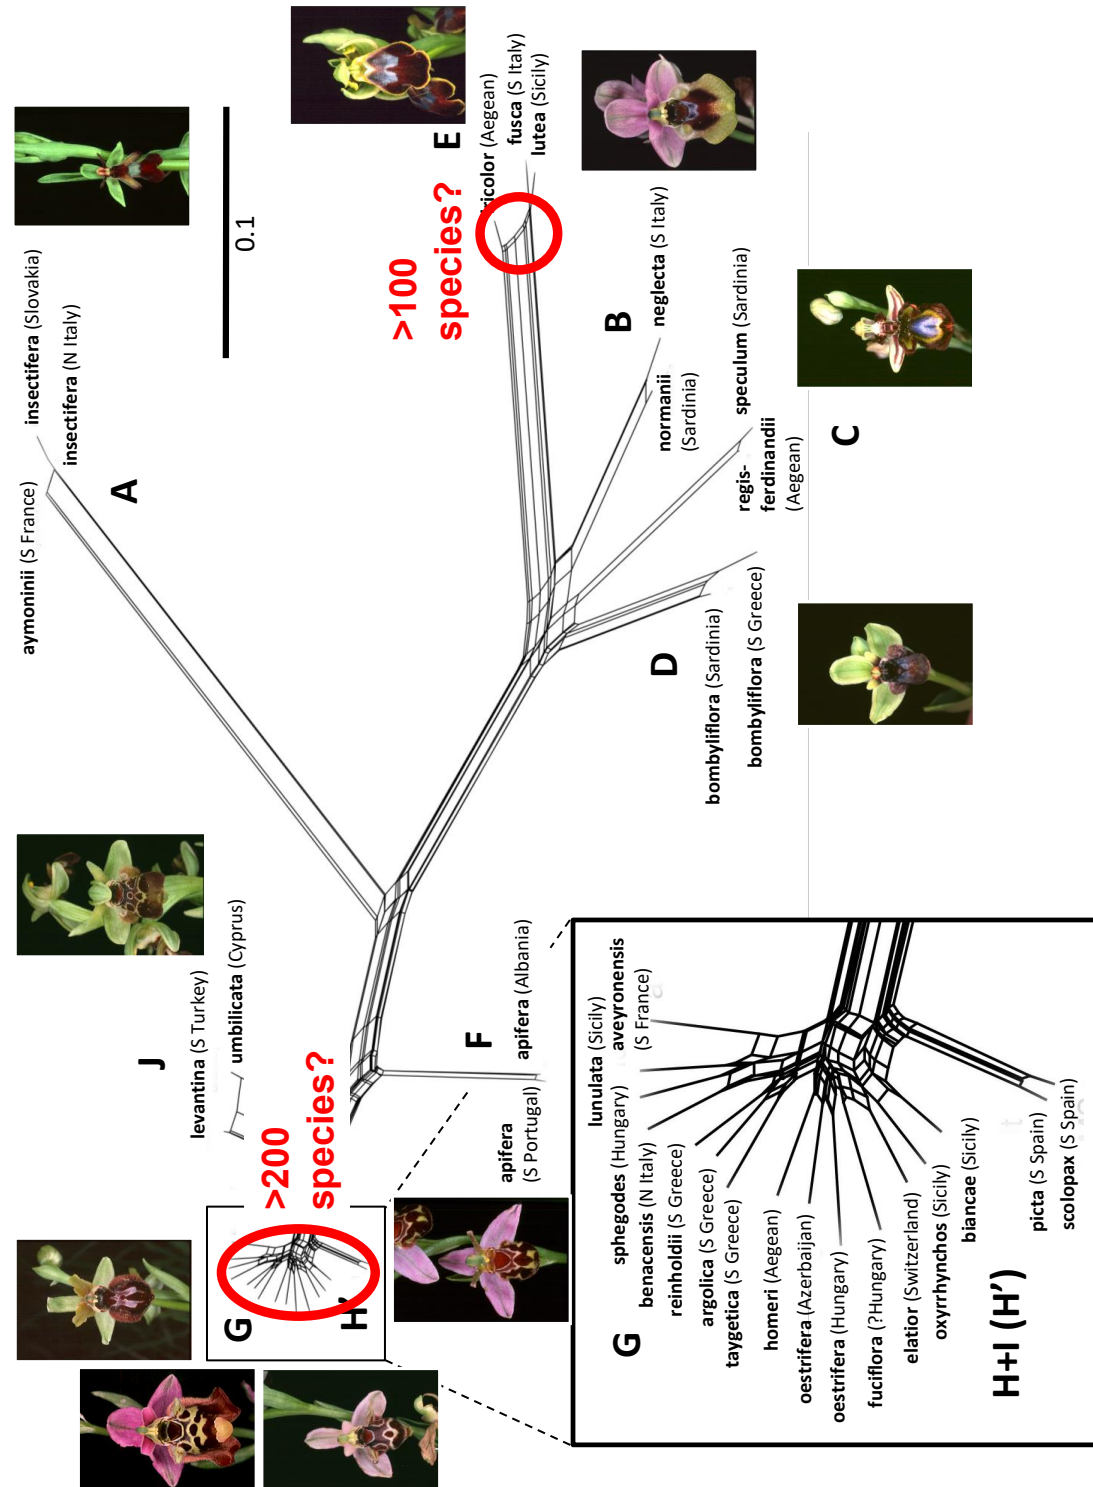 insectifera (Slovakia)
insectifera (N Italy)
aymoninii (S France)
A
0.1
>100
species?
E
tricolor (Aegean)
fusca (S Italy)
lutea (Sicily)
B
neglecta (S Italy)
normanii
(Sardinia)
speculum (Sardinia)
regis-
ferdinandii
(Aegean)
C
D
bombyliflora (Sardinia)
bombyliflora (S Greece)
J
levantina (S Turkey)
umbilicata (Cyprus)
>200
species?
F
apifera (Albania)
apifera
(S Portugal)
G
H'
G
lunulata (Sicily)
aveyronensis
(S France)
sphegodes (Hungary)
benacensis (N Italy)
reinholdii (S Greece)
argolica (S Greece)
taygetica (S Greece)
homeri (Aegean)
oestrifera (Azerbaijan)
oestrifera (Hungary)
fuciflora (?Hungary)
elatior (Switzerland)
oxyrrhynchos (Sicily)
biancae (Sicily)
picta (S Spain)
scolopax (S Spain)
H+I (H')